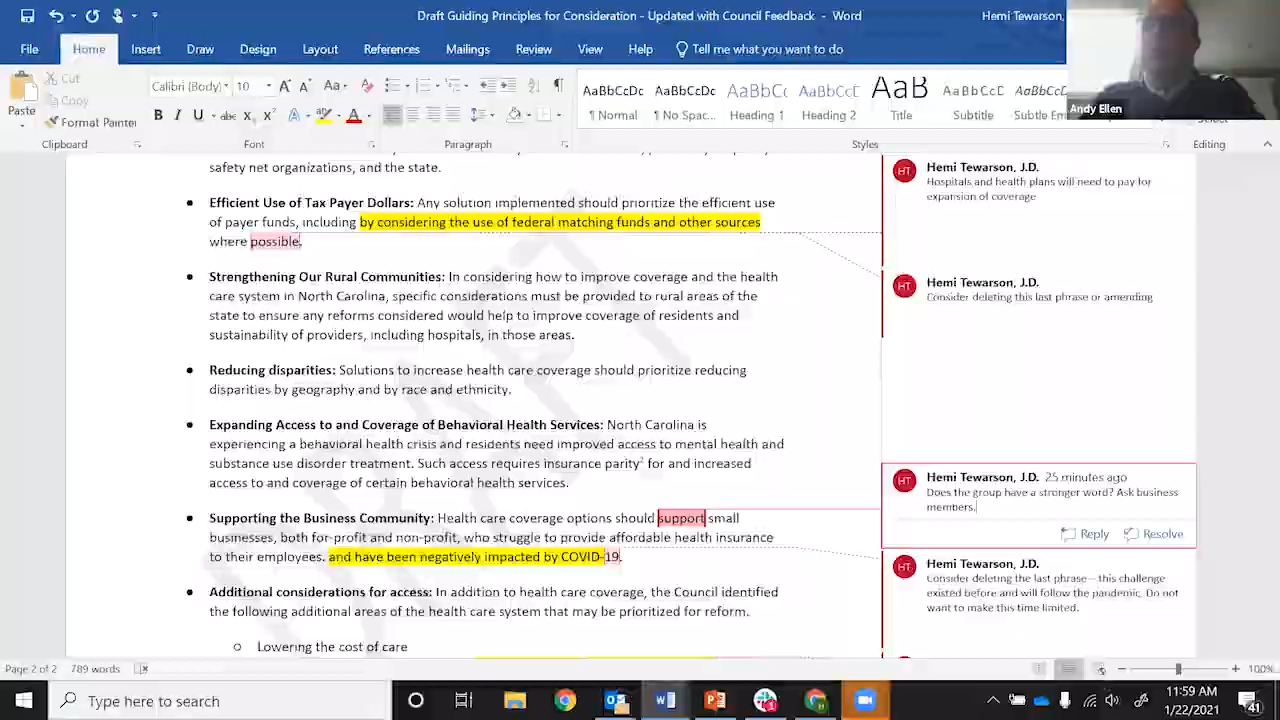 Draft Guiding Principles for Consideration - Updated with Council Feedback - Word
Hemi Tewarson,
File Home Insert Draw Design Layout References Mailings Review View Help Tell me what you want to do
Cut
Copy
Format Painter
Paste
Calibri (Body) 10
AaBbCcDc AaBbCcDc AaBbCc AaBbCcD AaB AaBbCcC AaBbCc
¶ Normal ¶ No Spac... Heading 1 Heading 2 Title Subtitle Subtle Em
Andy Ellen
Clipboard Font Paragraph Styles Editing
safety net organizations, and the state.
Efficient Use of Tax Payer Dollars: Any solution implemented should prioritize the efficient use
of payer funds, including by considering the use of federal matching funds and other sources
where possible.
Strengthening Our Rural Communities: In considering how to improve coverage and the health
care system in North Carolina, specific considerations must be provided to rural areas of the
state to ensure any reforms considered would help to improve coverage of residents and
sustainability of providers, including hospitals, in those areas.
Reducing disparities: Solutions to increase health care coverage should prioritize reducing
disparities by geography and by race and ethnicity.
Expanding Access to and Coverage of Behavioral Health Services: North Carolina is
experiencing a behavioral health crisis and residents need improved access to mental health and
substance use disorder treatment. Such access requires insurance parity² for and increased
access to and coverage of certain behavioral health services.
Supporting the Business Community: Health care coverage options should support small
businesses, both for-profit and non-profit, who struggle to provide affordable health insurance
to their employees. and have been negatively impacted by COVID-19.
Additional considerations for access: In addition to health care coverage, the Council identified
the following additional areas of the health care system that may be prioritized for reform.
o Lowering the cost of care
HT Hemi Tewarson, J.D.
Hospitals and health plans will need to pay for
expansion of coverage
HT Hemi Tewarson, J.D.
Consider deleting this last phrase or amending
HT Hemi Tewarson, J.D. 25 minutes ago
Does the group have a stronger word? Ask business
members.
Reply Resolve
HT Hemi Tewarson, J.D.
Consider deleting the last phrase—this challenge
existed before and will follow the pandemic. Do not
want to make this time limited.
Page 2 of 2 789 words 100%
Type here to search
11:59 AM
1/22/2021
41